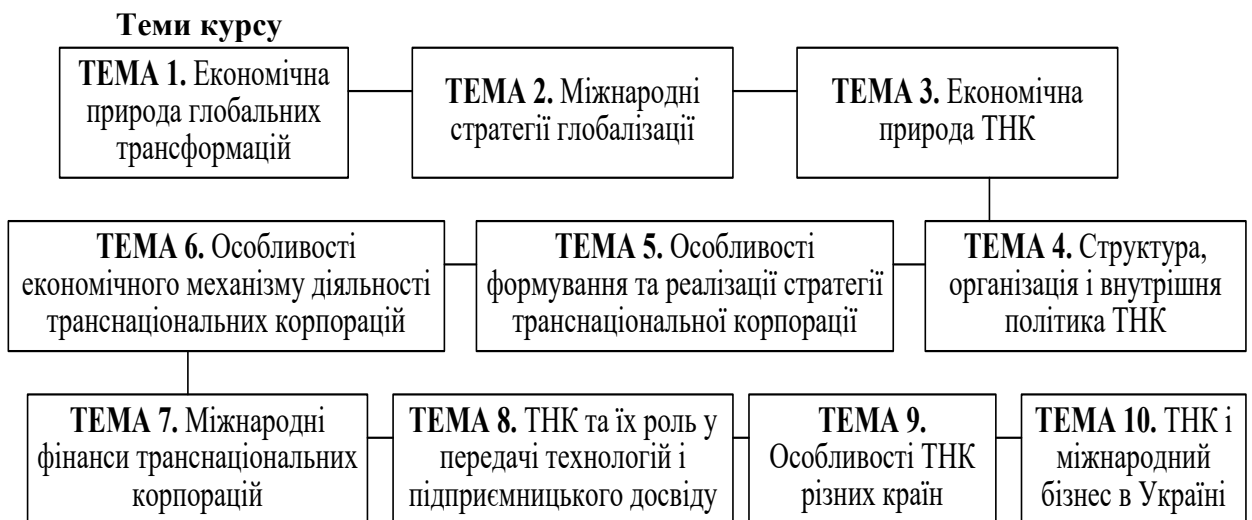 Теми курсу
ТЕМА 1. Економічна
природа глобальних
трансформацій
ТЕМА 2. Міжнародні
стратегії глобалізації
ТЕМА 3. Економічна
природа ТНК
ТЕМА 4. Структура,
організація і внутрішня
політика ТНК
ТЕМА 5. Особливості
формування та реалізації стратегії
транснаціональної корпорації
ТЕМА 6. Особливості
економічного механізму діяльності
транснаціональних корпорацій
ТЕМА 7. Міжнародні
фінанси транснаціональних
корпорацій
ТЕМА 8. ТНК та їх роль у
передачі технологій і
підприємницького досвіду
ТЕМА 9.
Особливості ТНК
різних країн
ТЕМА 10. ТНК і
міжнародний
бізнес в Україні